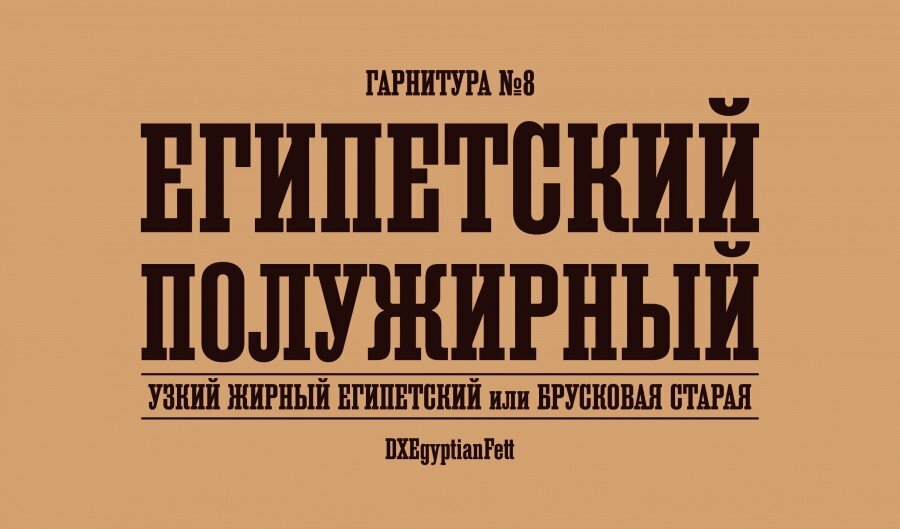 ГАРНИТУРА №8
ЕГИПЕТСКИЙ
ПОЛУЖИРНЫЙ
УЗКИЙ ЖИРНЫЙ ЕГИПЕТСКИЙ или БРУСКОВАЯ СТАРАЯ
DXEgyptianFett